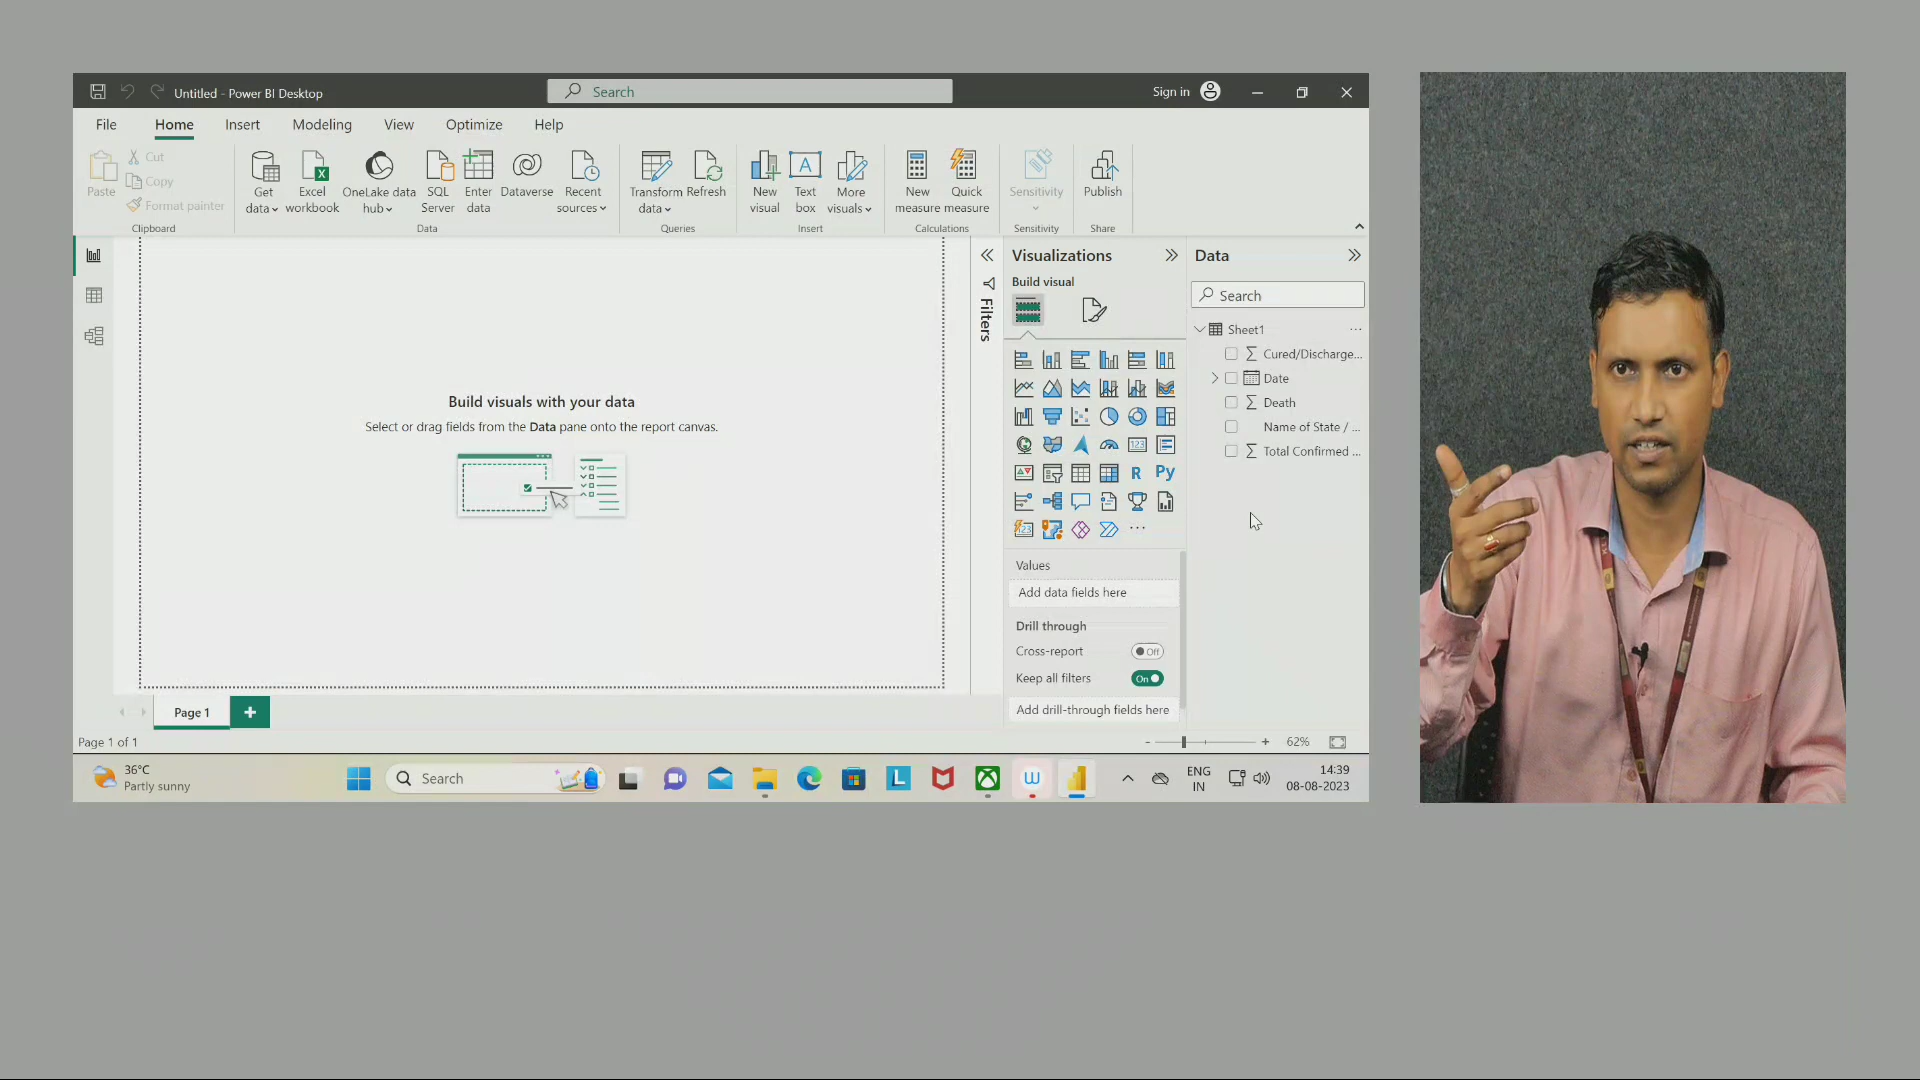 Untitled - Power BI Desktop
Search
Sign in
File Home Insert Modeling View Optimize Help
Paste
Cut
Copy
Format painter
Clipboard
Get data
Excel workbook
OneLake data hub
SQL Server
Enter data
Dataverse
Recent sources
Data
Transform data
Refresh
Queries
New visual
Text box
More visuals
Insert
New measure
Quick measure
Calculations
Sensitivity
Sensitivity
Publish
Share
Build visuals with your data
Select or drag fields from the Data pane onto the report canvas.
Filters
Visualizations
Build visual
123
R
Py
123
Values
Add data fields here
Drill through
Cross-report
Off
Keep all filters
On
Add drill-through fields here
Data
Search
Sheet1
Cured/Discharge...
Date
Death
Name of State / ...
Total Confirmed ...
Page 1
Page 1 of 1
- + 62%
36°C
Partly sunny
Search
L
ENG
IN
14:39
08-08-2023